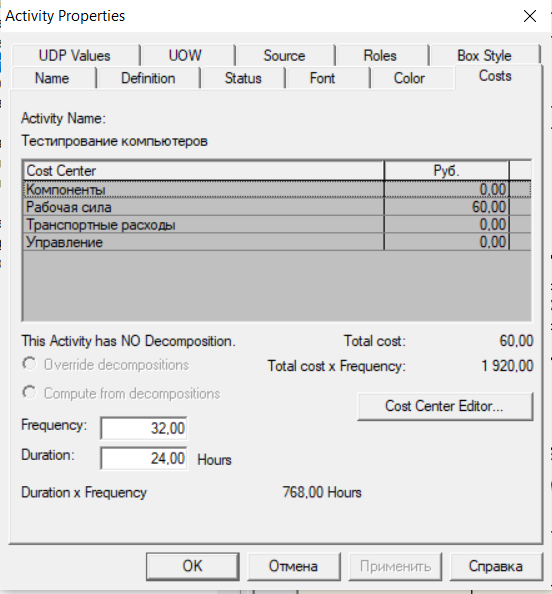 Activity Properties
UDP Values UOW Source Roles Box Style
Name Definition Status Font Color Costs
Activity Name:
Тестипрование компьютеров
Cost Center Руб.
Компоненты 0,00
Рабочая сила 60,00
Транспортные расходы 0,00
Управление 0,00
This Activity has NO Decomposition. Total cost: 60,00
Override decompositions Total cost x Frequency: 1 920,00
Compute from decompositions
Cost Center Editor...
Frequency: 32,00
Duration: 24,00 Hours
Duration x Frequency 768,00 Hours
OK Отмена Применить Справка